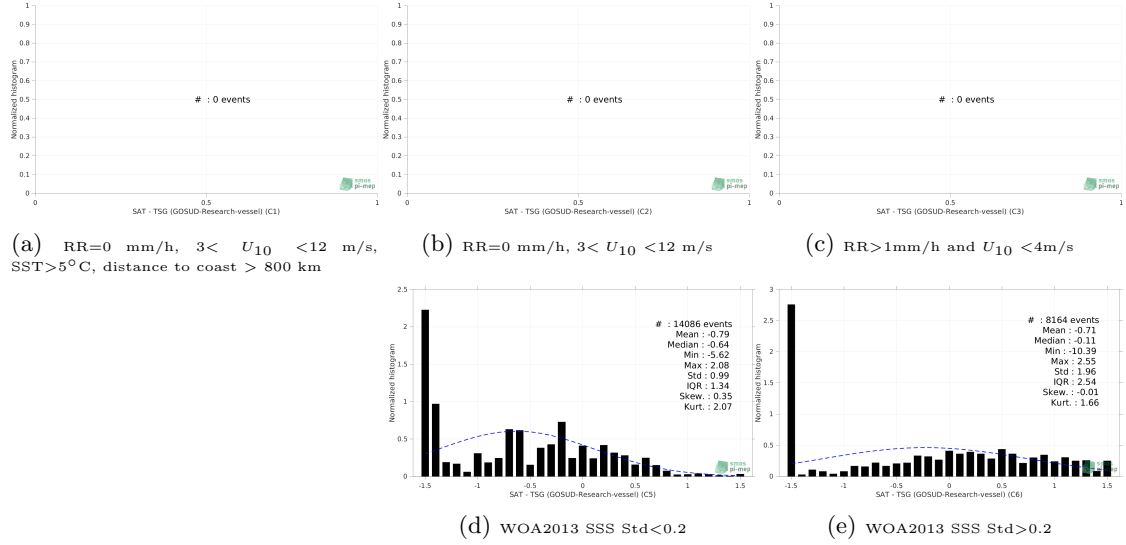 1
0.9
0.8
0.7
0.6
0.5
0.4
0.3
0.2
0.1
0
Normalized histogram
# : 0 events
0 0.5 1
SAT - TSG (GOSUD-Research-vessel) (C1)
smos
pi-mep
(a) RR=0 mm/h, 3< U10 <12 m/s,
SST>5°C, distance to coast > 800 km
1
0.9
0.8
0.7
0.6
0.5
0.4
0.3
0.2
0.1
0
Normalized histogram
# : 0 events
0 0.5 1
SAT - TSG (GOSUD-Research-vessel) (C2)
smos
pi-mep
(b) RR=0 mm/h, 3< U10 <12 m/s
1
0.9
0.8
0.7
0.6
0.5
0.4
0.3
0.2
0.1
0
Normalized histogram
# : 0 events
0 0.5 1
SAT - TSG (GOSUD-Research-vessel) (C3)
smos
pi-mep
(c) RR>1mm/h and U10 <4m/s
2.5
2
1.5
1
0.5
0
Normalized histogram
# : 14086 events
Mean : -0.79
Median : -0.64
Min : -5.62
Max : 2.08
Std : 0.99
IQR : 1.34
Skew. : 0.35
Kurt. : 2.07
smos
pi-mep
-1.5 -1 -0.5 0 0.5 1 1.5
SAT - TSG (GOSUD-Research-vessel) (C5)
(d) WOA2013 SSS Std<0.2
3
2.5
2
1.5
1
0.5
0
Normalized histogram
# : 8164 events
Mean : -0.71
Median : -0.11
Min : -10.39
Max : 2.55
Std : 1.96
IQR : 2.54
Skew. : -0.01
Kurt. : 1.66
smos
pi-mep
-1.5 -1 -0.5 0 0.5 1 1.5
SAT - TSG (GOSUD-Research-vessel) (C6)
(e) WOA2013 SSS Std>0.2